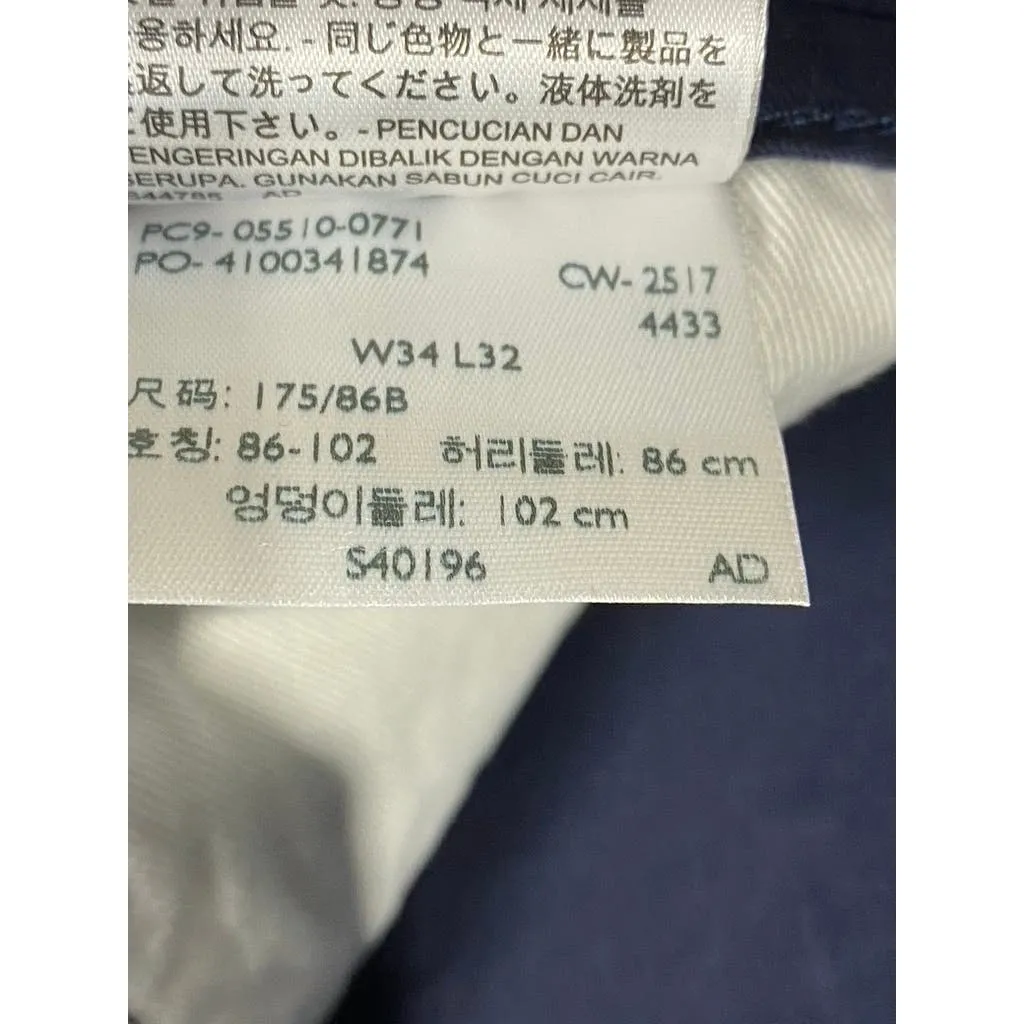 용하세요. - 同じ色物と一緒に製品を
返して洗ってください。液体洗剤を
使用下さい。- PENCUCIAN DAN
ENGERINGAN DIBALIK DENGAN WARNA
SERUPA. GUNAKAN SABUN CUCI CAIR.
AD
PC9- 05510-0771
PO- 4100341874
CW- 2517
4433
W34 L32
尺码: 175/86B
호칭: 86-102 허리둘레: 86 cm
엉덩이둘레: 102 cm
S40196 AD